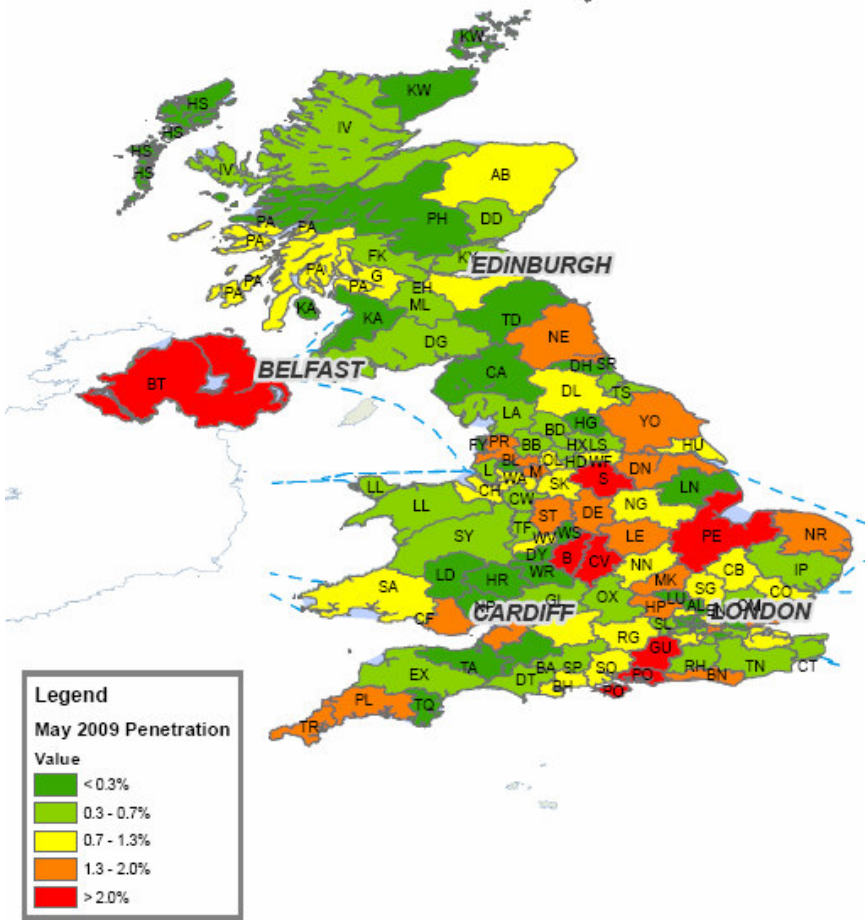 KW
KW
HS
HS
HS
HS
IV
IV
AB
PH
DD
PA
PA
PA
FK
KY
EDINBURGH
PA
G
PA
PA
PA
EH
ML
KA
KA
TD
NE
DG
BELFAST
BT
CA
DH
SR
DL
TS
LA
YO
HG
BD
FY
PR
BB
HX
LS
HU
BL
OL
HD
WF
L
WA
M
S
DN
CH
SK
LN
LL
LL
CW
NG
ST
DE
SY
TF
WV
WS
LE
PE
NR
DY
B
CV
NN
CB
IP
SA
LD
HR
WR
MK
SG
CO
GL
OX
HP
LU
AL
CM
CF
NP
CARDIFF
LONDON
SL
RG
GU
EX
TA
BA
SP
SO
PO
RH
TN
CT
DT
BH
PO
BN
PL
TQ
TR
Legend
May 2009 Penetration
Value
< 0.3%
0.3 - 0.7%
0.7 - 1.3%
1.3 - 2.0%
> 2.0%